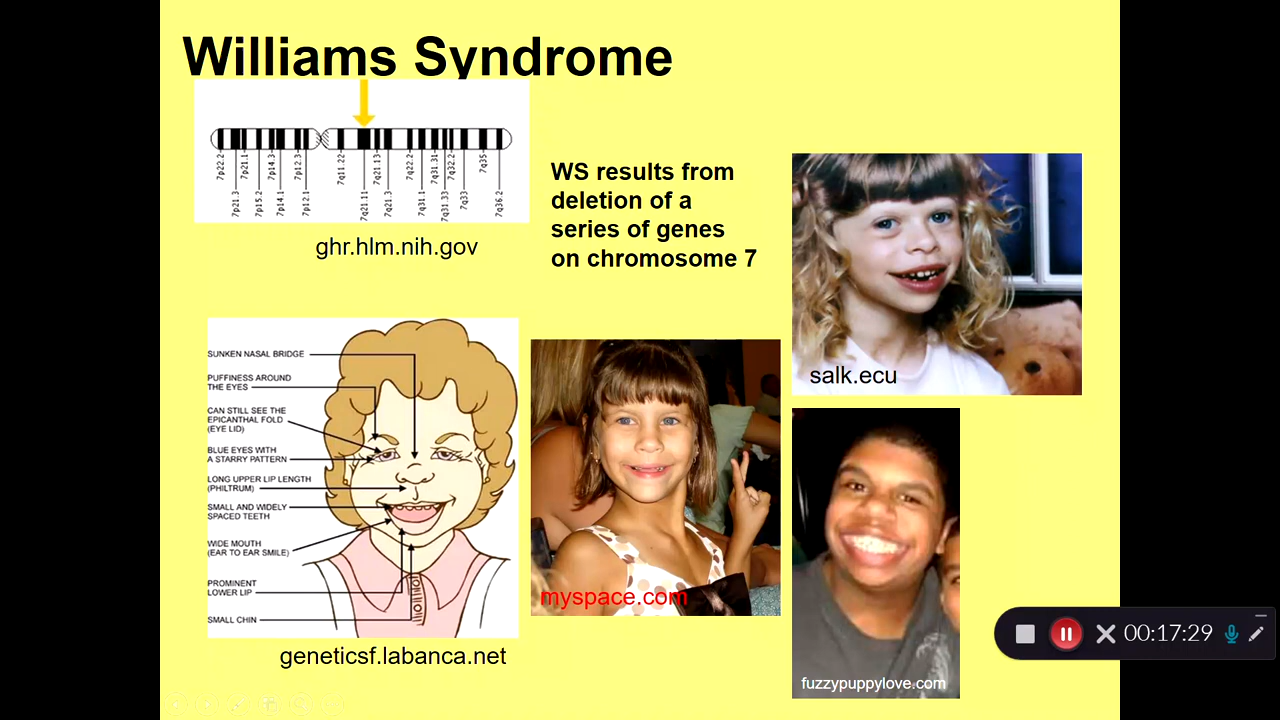 Williams Syndrome
7p22.2
7p21.3
7p21.1
7p15.2
7p14.3
7p14.1
7p12.3
7p12.1
7q11.22
7q21.11
7q21.13
7q21.3
7q22.2
7q31.1
7q31.31
7q31.33
7q32.2
7q33
7q35
7q36.2
ghr.hlm.nih.gov
WS results from
deletion of a
series of genes
on chromosome 7
salk.ecu
SUNKEN NASAL BRIDGE
PUFFINESS AROUND
THE EYES
CAN STILL SEE THE
EPICANTHAL FOLD
(EYE LID)
BLUE EYES WITH
A STARRY PATTERN
LONG UPPER LIP LENGTH
(PHILTRUM)
SMALL AND WIDELY
SPACED TEETH
WIDE MOUTH
(EAR TO EAR SMILE)
PROMINENT
LOWER LIP
SMALL CHIN
geneticsf.labanca.net
myspace.com
fuzzypuppylove.com
00:17:29